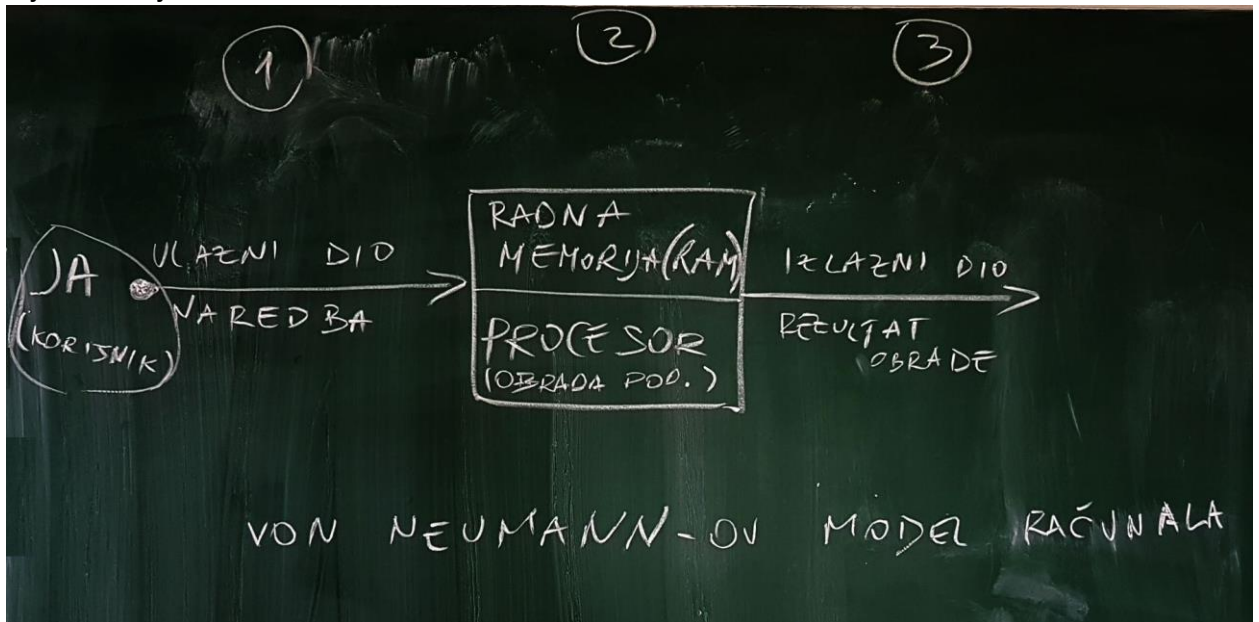 1
2
3
JA
(KORISNIK)
ULAZNI DIO
NAREDBA
RADNA
MEMORIJA (RAM)
PROCESOR
(OBRADA POD.)
IZLAZNI DIO
REZULTAT
OBRADE
VON NEUMANN-OV MODEL RAČUNALA